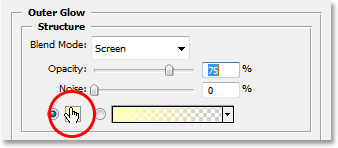 Outer Glow
Structure
Blend Mode: Screen
Opacity: 75 %
Noise: 0 %